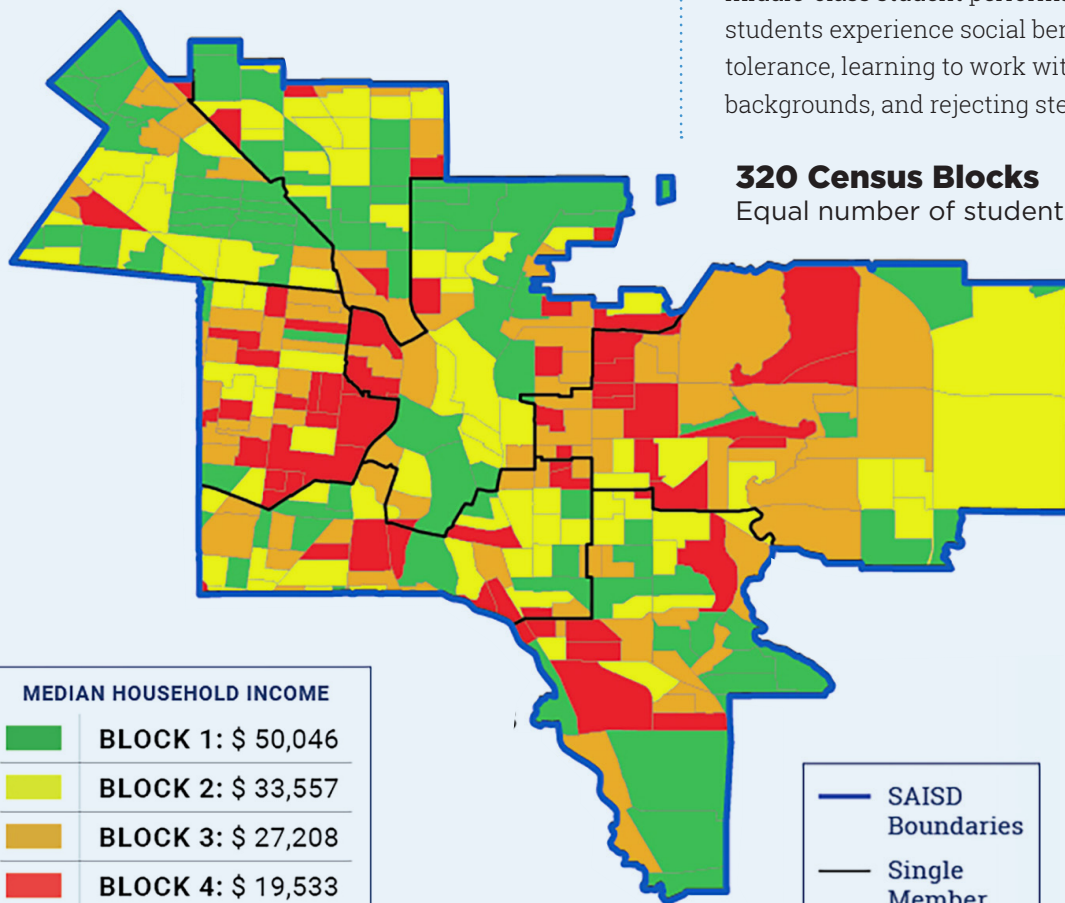 students experience social ber
tolerance, learning to work wit
backgrounds, and rejecting ste
320 Census Blocks
Equal number of student
MEDIAN HOUSEHOLD INCOME
BLOCK 1: $ 50,046
BLOCK 2: $ 33,557
BLOCK 3: $ 27,208
BLOCK 4: $ 19,533
SAISD
Boundaries
Single
Member